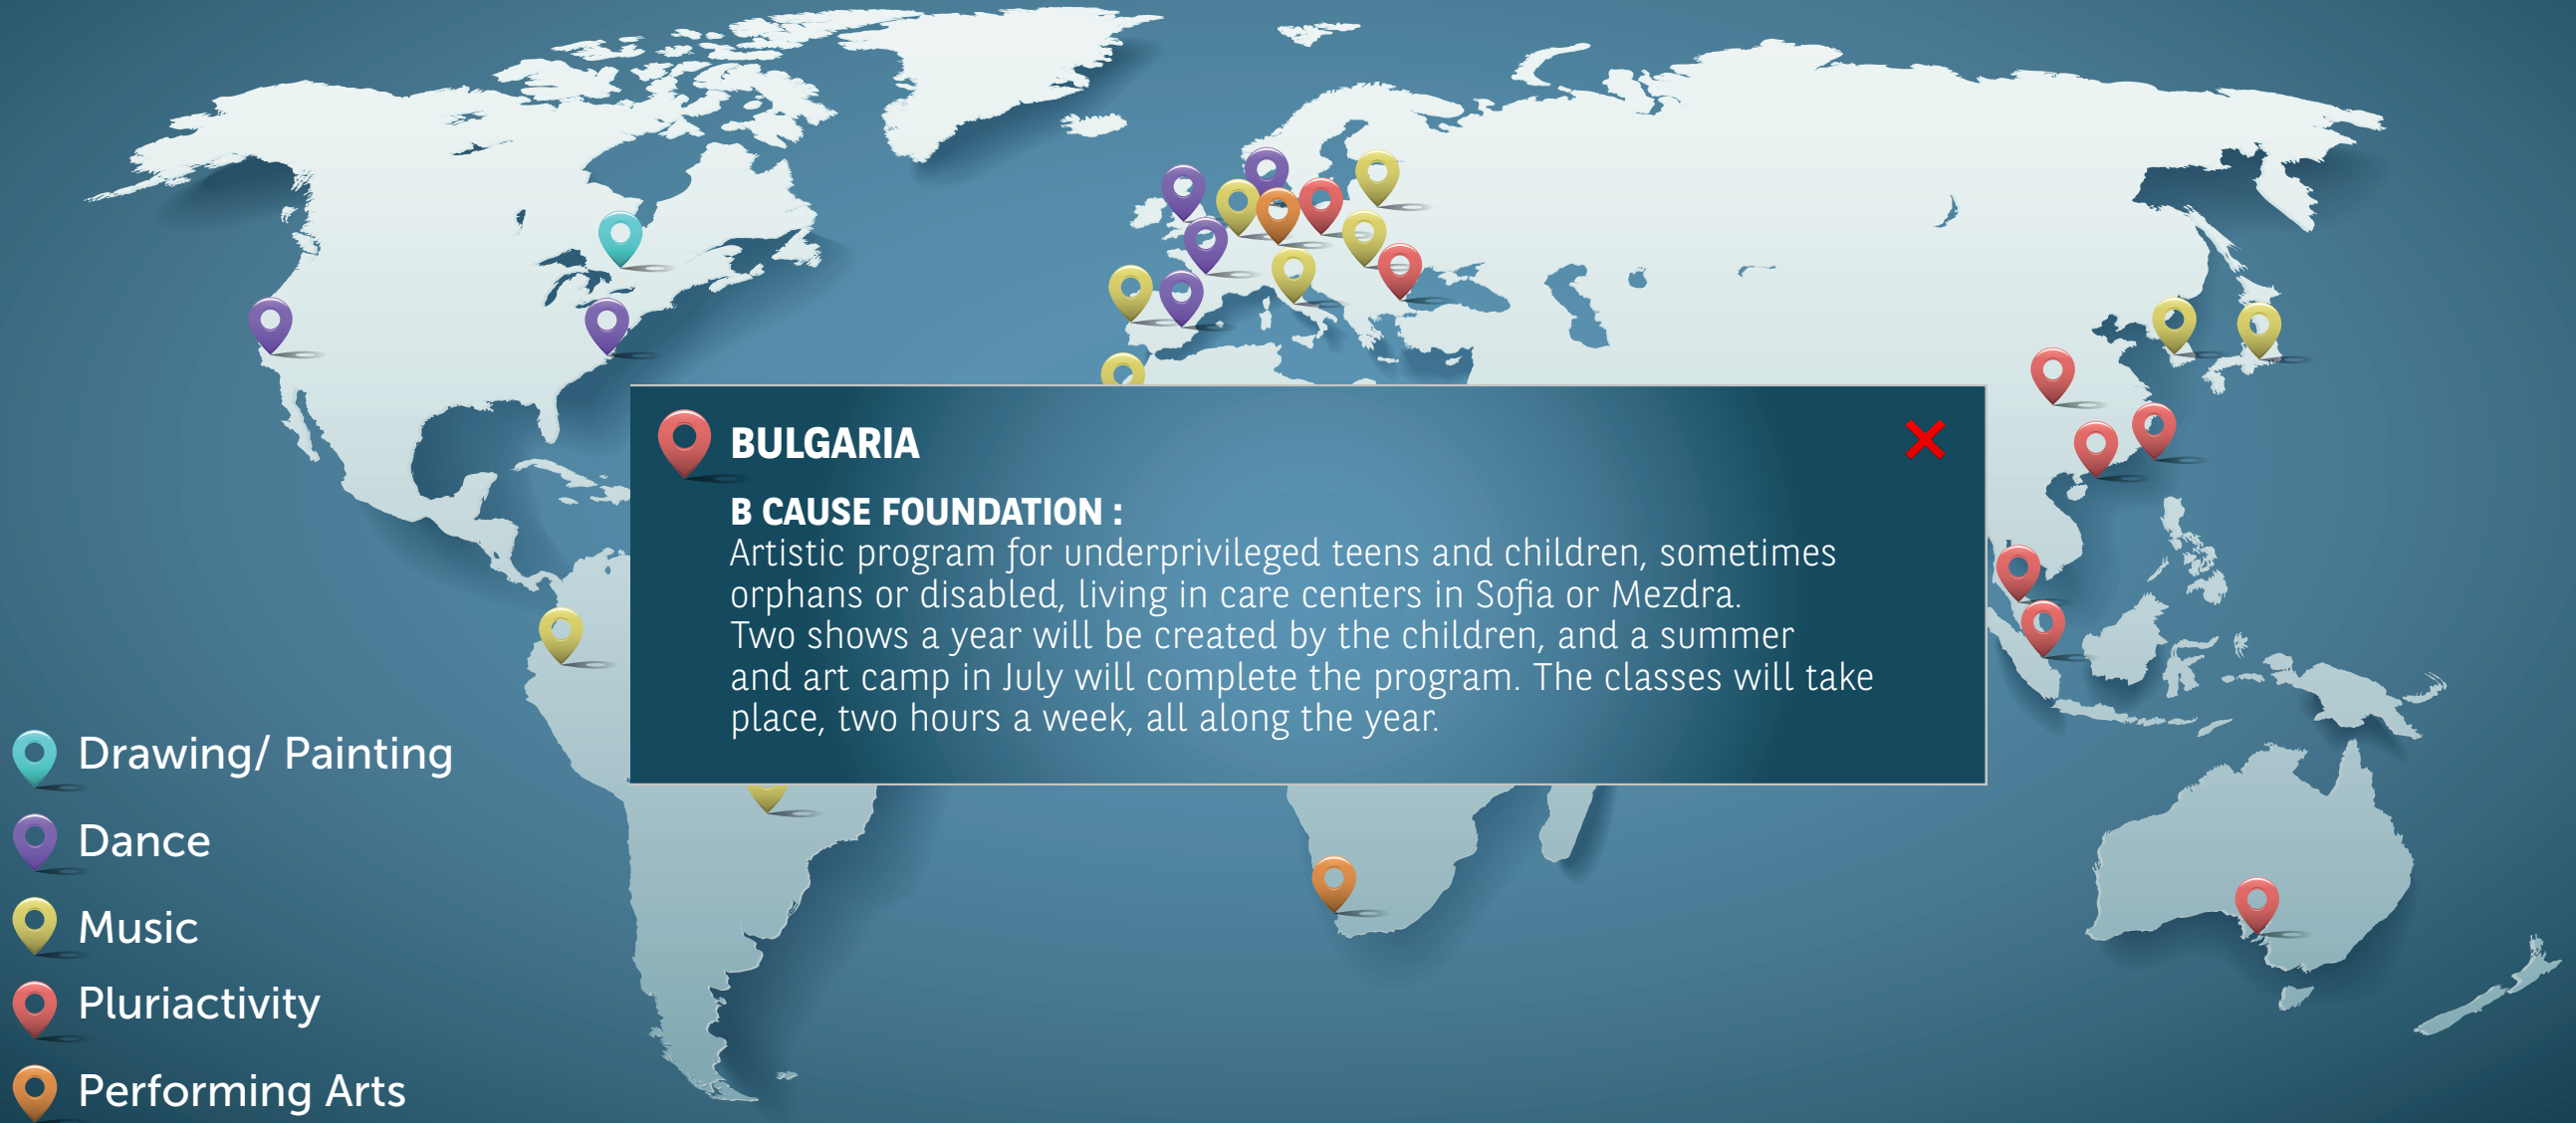 BULGARIA
B CAUSE FOUNDATION :
Artistic program for underprivileged teens and children, sometimes
orphans or disabled, living in care centers in Sofia or Mezdra.
Two shows a year will be created by the children, and a summer
and art camp in July will complete the program. The classes will take
place, two hours a week, all along the year.
Drawing/ Painting
Dance
Music
Pluriactivity
Performing Arts